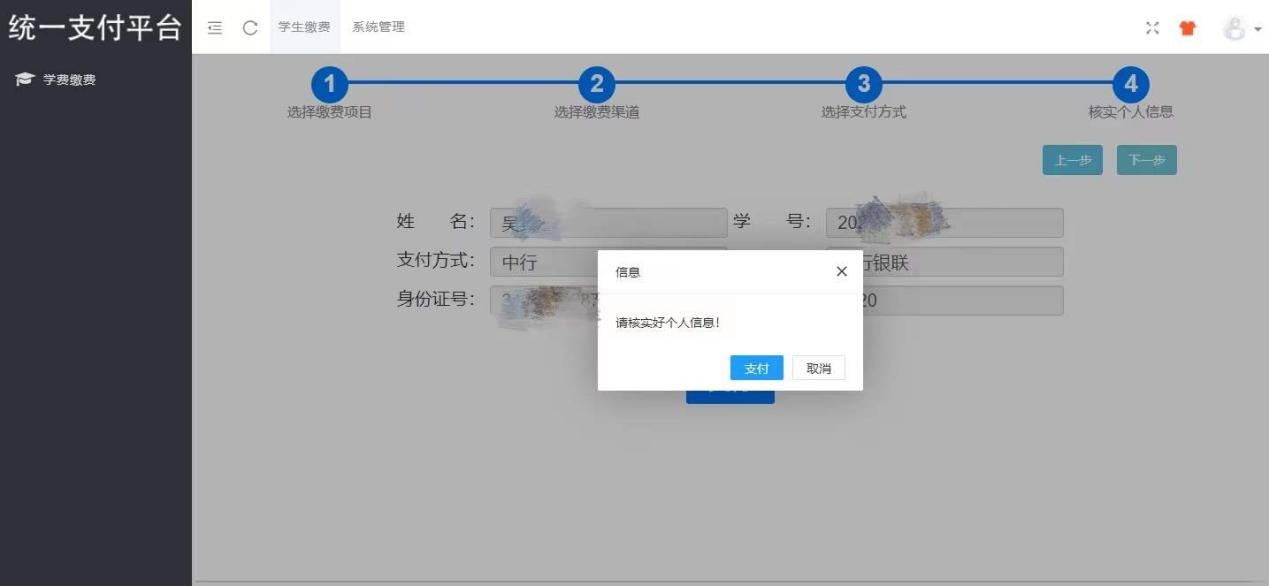 统一支付平台
学生缴费 系统管理
学费缴费
1 2 3 4
选择缴费项目 选择缴费渠道 选择支付方式 核实个人信息
上一步 下一步
姓 名: 吴 学 号: 202
支付方式: 中行 行银联
身份证号: 20
信息
请核实好个人信息!
支付 取消